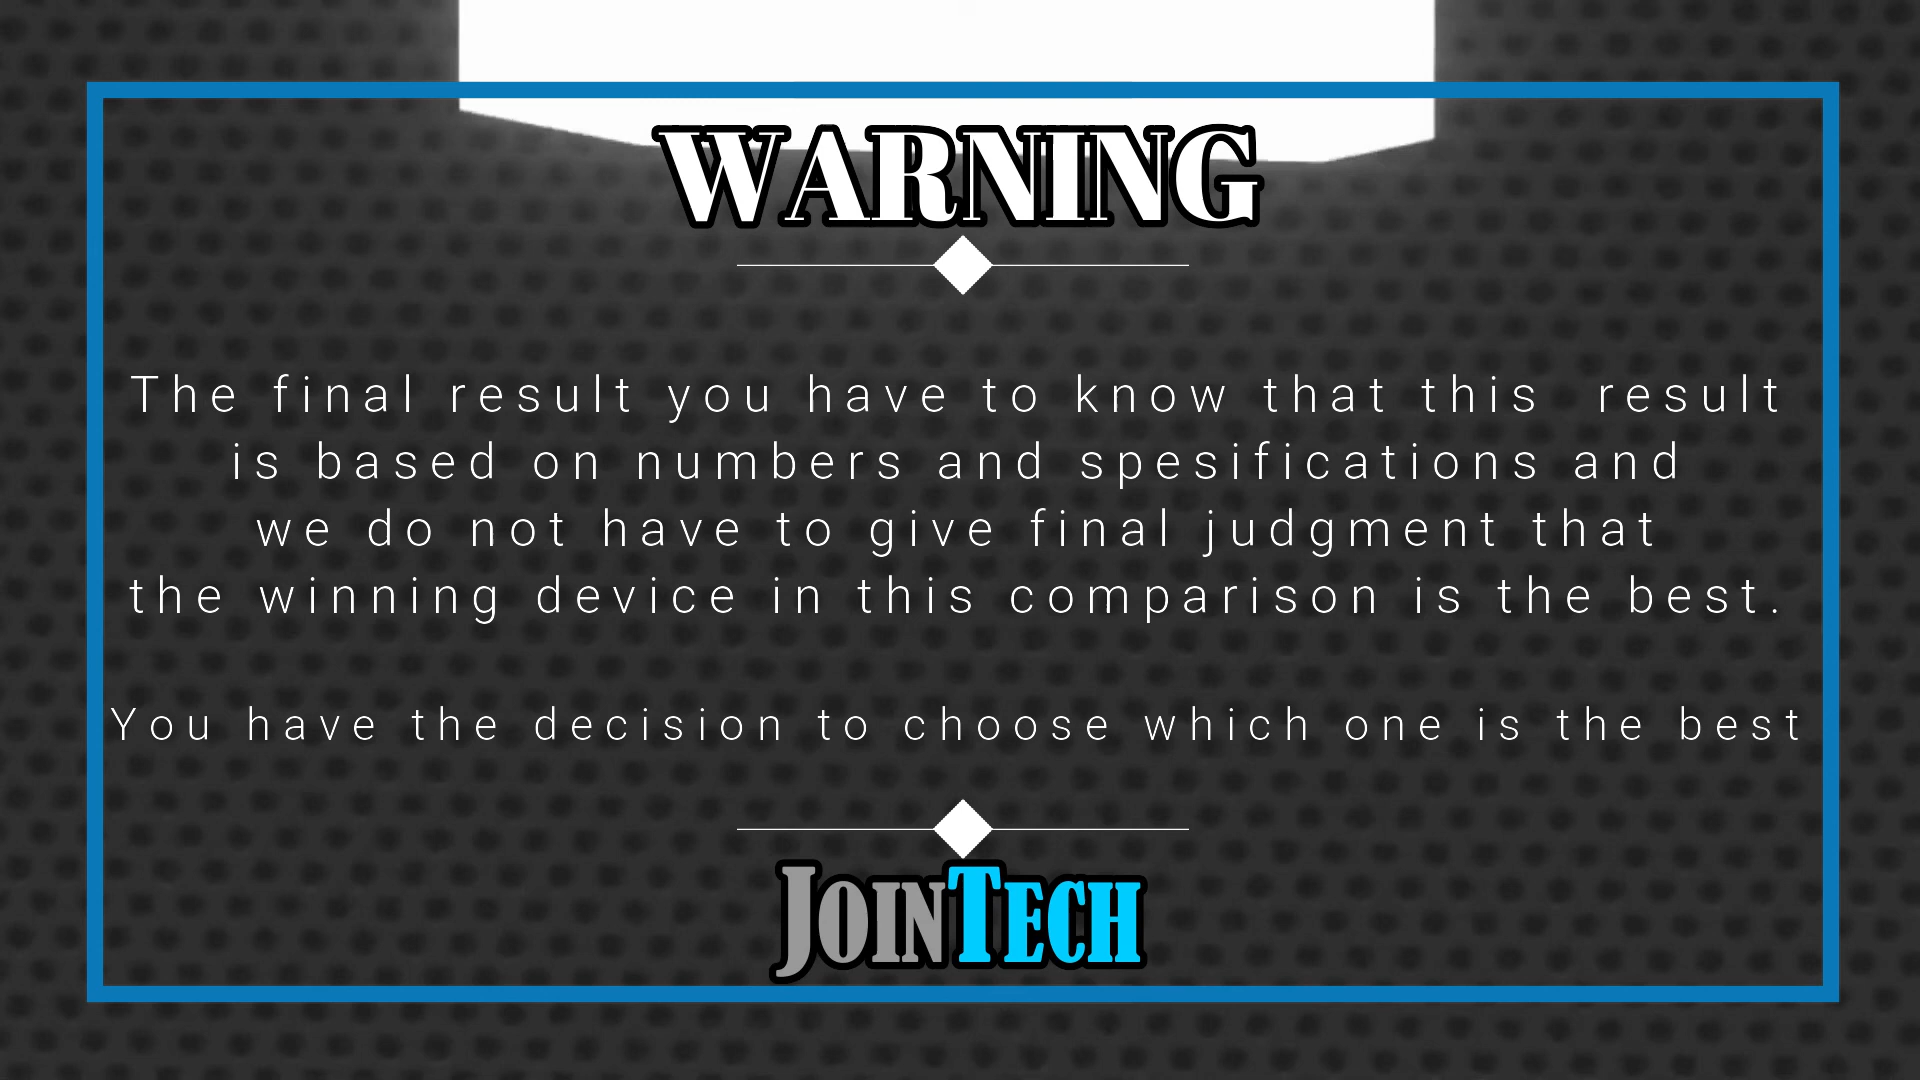 WARNING
The final result you have to know that this result
is based on numbers and spesifications and
we do not have to give final judgment that
the winning device in this comparison is the best.
You have the decision to choose which one is the best
JOINTECH